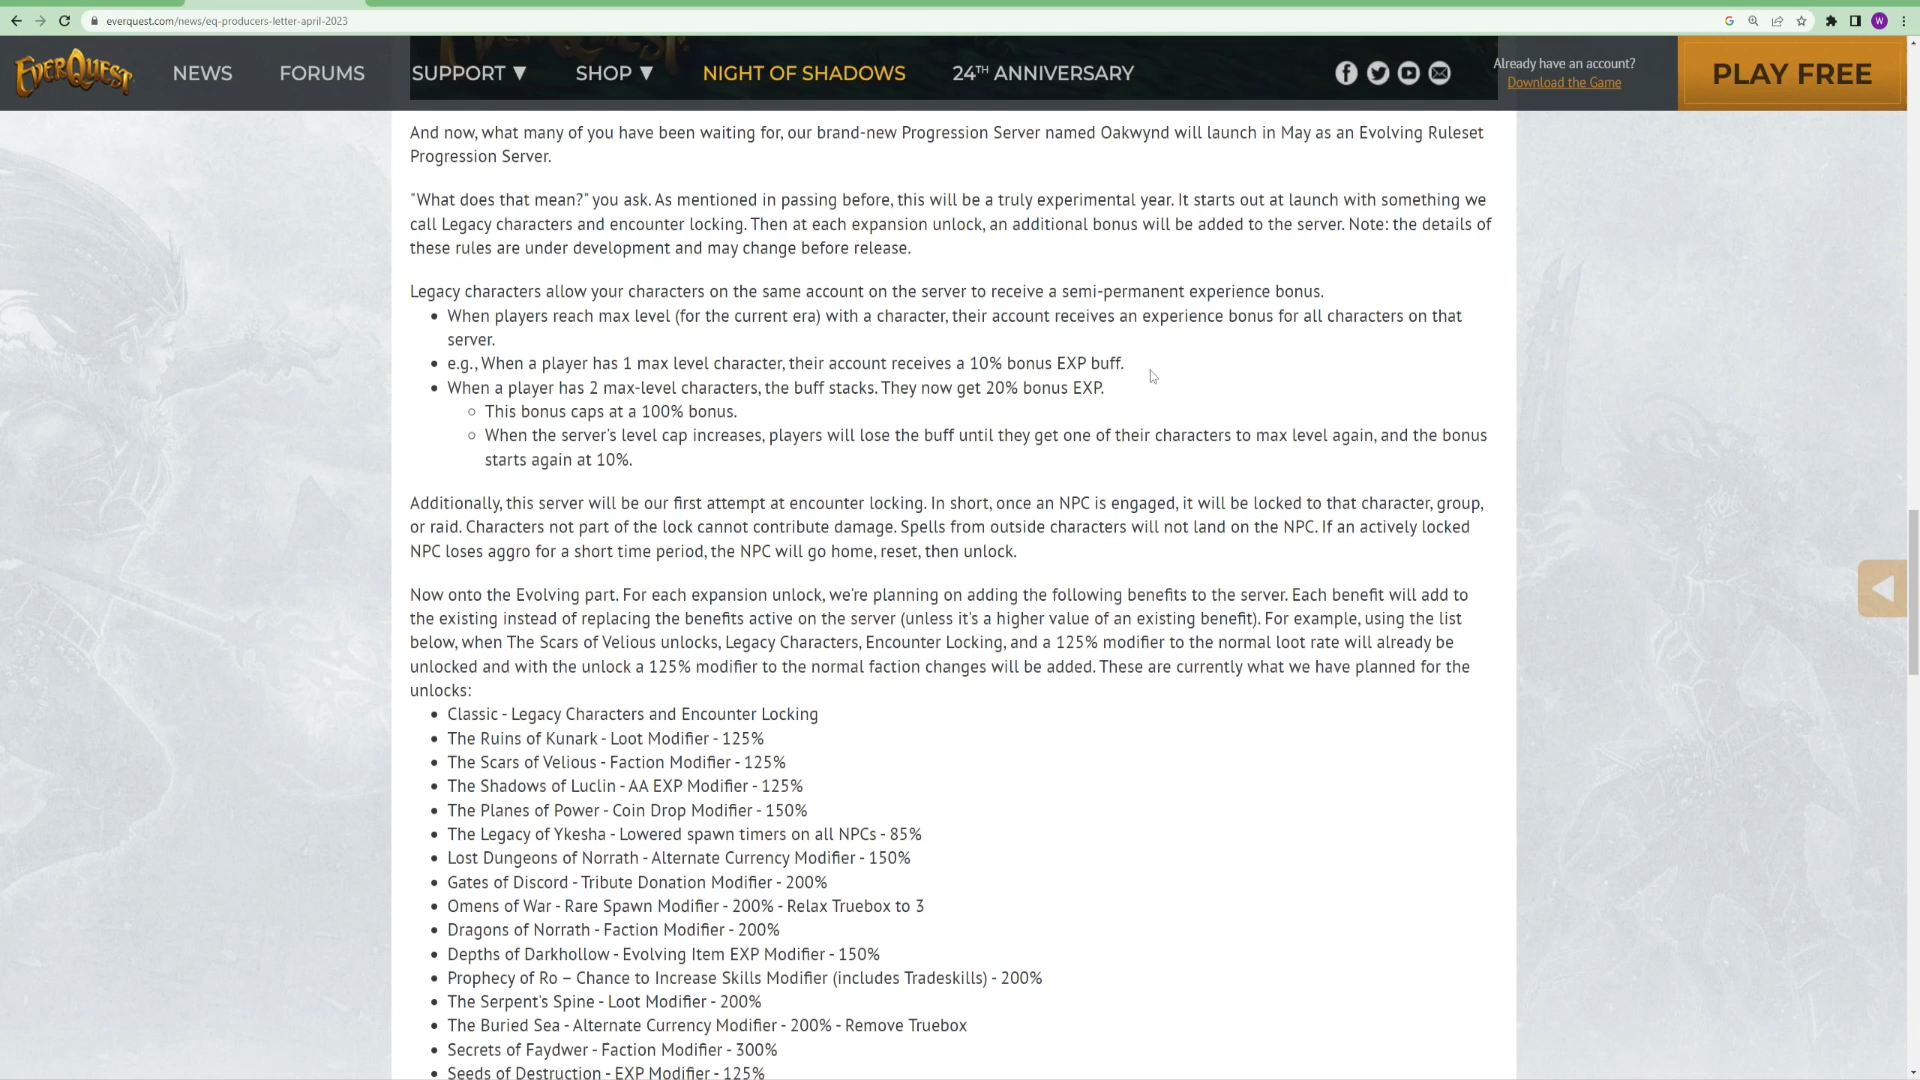 everquest.com/news/eq-producers-letter-april-2023
G
W
EVERQUEST
NEWS
FORUMS
SUPPORT ▼
SHOP ▼
NIGHT OF SHADOWS
24TH ANNIVERSARY
Already have an account?
Download the Game
PLAY FREE
And now, what many of you have been waiting for, our brand-new Progression Server named Oakwynd will launch in May as an Evolving Ruleset
Progression Server.
"What does that mean?" you ask. As mentioned in passing before, this will be a truly experimental year. It starts out at launch with something we
call Legacy characters and encounter locking. Then at each expansion unlock, an additional bonus will be added to the server. Note: the details of
these rules are under development and may change before release.
Legacy characters allow your characters on the same account on the server to receive a semi-permanent experience bonus.
• When players reach max level (for the current era) with a character, their account receives an experience bonus for all characters on that
server.
• e.g., When a player has 1 max level character, their account receives a 10% bonus EXP buff.
• When a player has 2 max-level characters, the buff stacks. They now get 20% bonus EXP.
○ This bonus caps at a 100% bonus.
○ When the server's level cap increases, players will lose the buff until they get one of their characters to max level again, and the bonus
starts again at 10%.
Additionally, this server will be our first attempt at encounter locking. In short, once an NPC is engaged, it will be locked to that character, group,
or raid. Characters not part of the lock cannot contribute damage. Spells from outside characters will not land on the NPC. If an actively locked
NPC loses aggro for a short time period, the NPC will go home, reset, then unlock.
Now onto the Evolving part. For each expansion unlock, we're planning on adding the following benefits to the server. Each benefit will add to
the existing instead of replacing the benefits active on the server (unless it's a higher value of an existing benefit). For example, using the list
below, when The Scars of Velious unlocks, Legacy Characters, Encounter Locking, and a 125% modifier to the normal loot rate will already be
unlocked and with the unlock a 125% modifier to the normal faction changes will be added. These are currently what we have planned for the
unlocks:
• Classic - Legacy Characters and Encounter Locking
• The Ruins of Kunark - Loot Modifier - 125%
• The Scars of Velious - Faction Modifier - 125%
• The Shadows of Luclin - AA EXP Modifier - 125%
• The Planes of Power - Coin Drop Modifier - 150%
• The Legacy of Ykesha - Lowered spawn timers on all NPCs - 85%
• Lost Dungeons of Norrath - Alternate Currency Modifier - 150%
• Gates of Discord - Tribute Donation Modifier - 200%
• Omens of War - Rare Spawn Modifier - 200% - Relax Truebox to 3
• Dragons of Norrath - Faction Modifier - 200%
• Depths of Darkhollow - Evolving Item EXP Modifier - 150%
• Prophecy of Ro – Chance to Increase Skills Modifier (includes Tradeskills) - 200%
• The Serpent's Spine - Loot Modifier - 200%
• The Buried Sea - Alternate Currency Modifier - 200% - Remove Truebox
• Secrets of Faydwer - Faction Modifier - 300%
• Seeds of Destruction - EXP Modifier - 125%